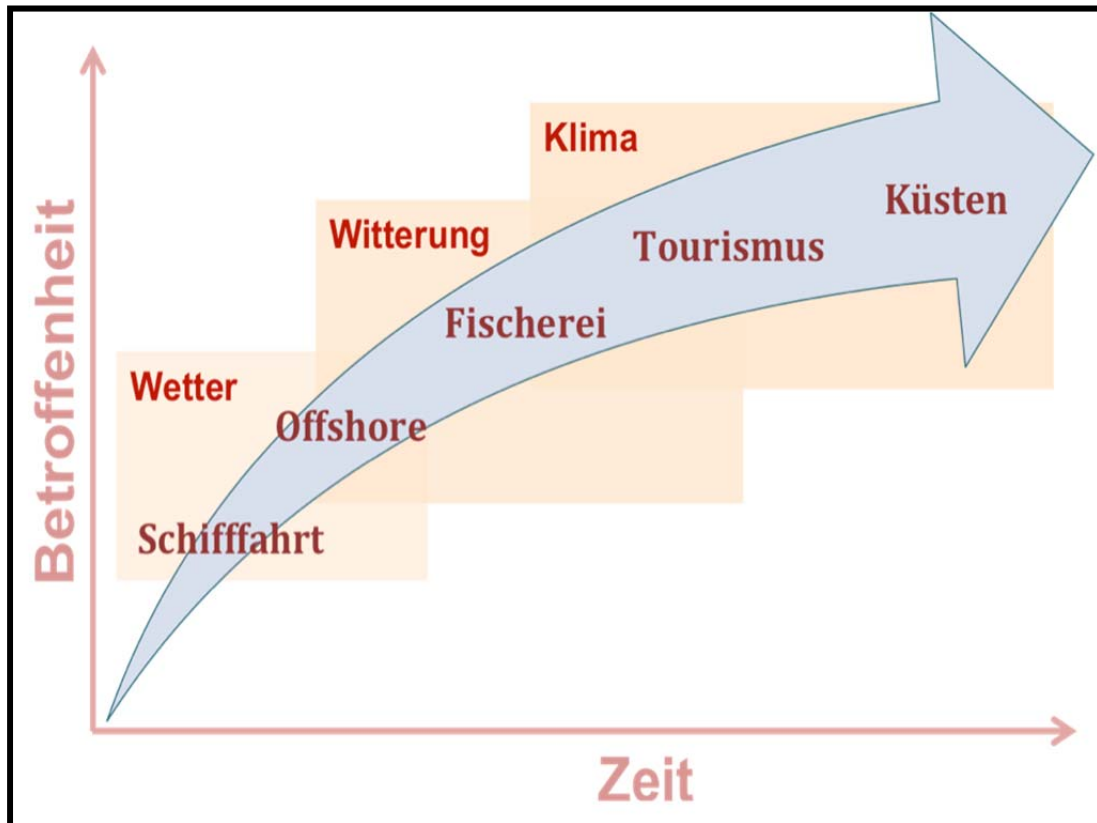 Klima
Küsten
Witterung
Tourismus
Fischerei
Wetter
Offshore
Schifffahrt
Betroffenheit
Zeit